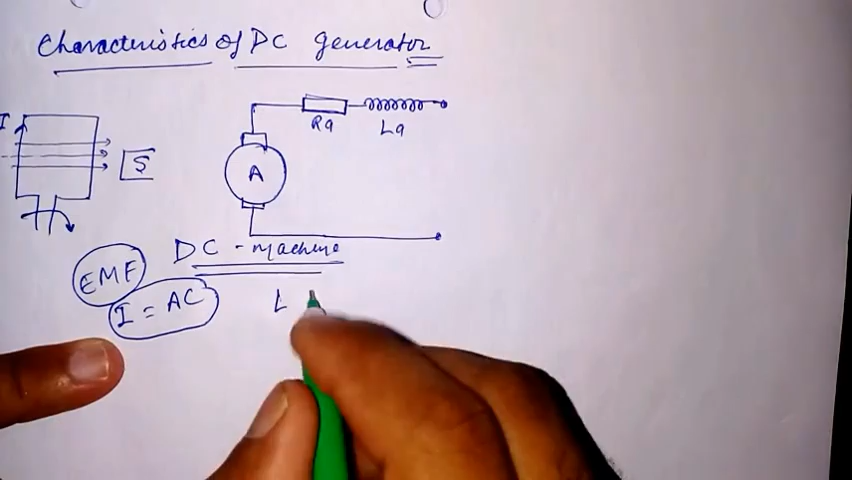 Characteristics of DC generator
I
S
Ra
La
A
DC - machine
EMF
I = AC
L